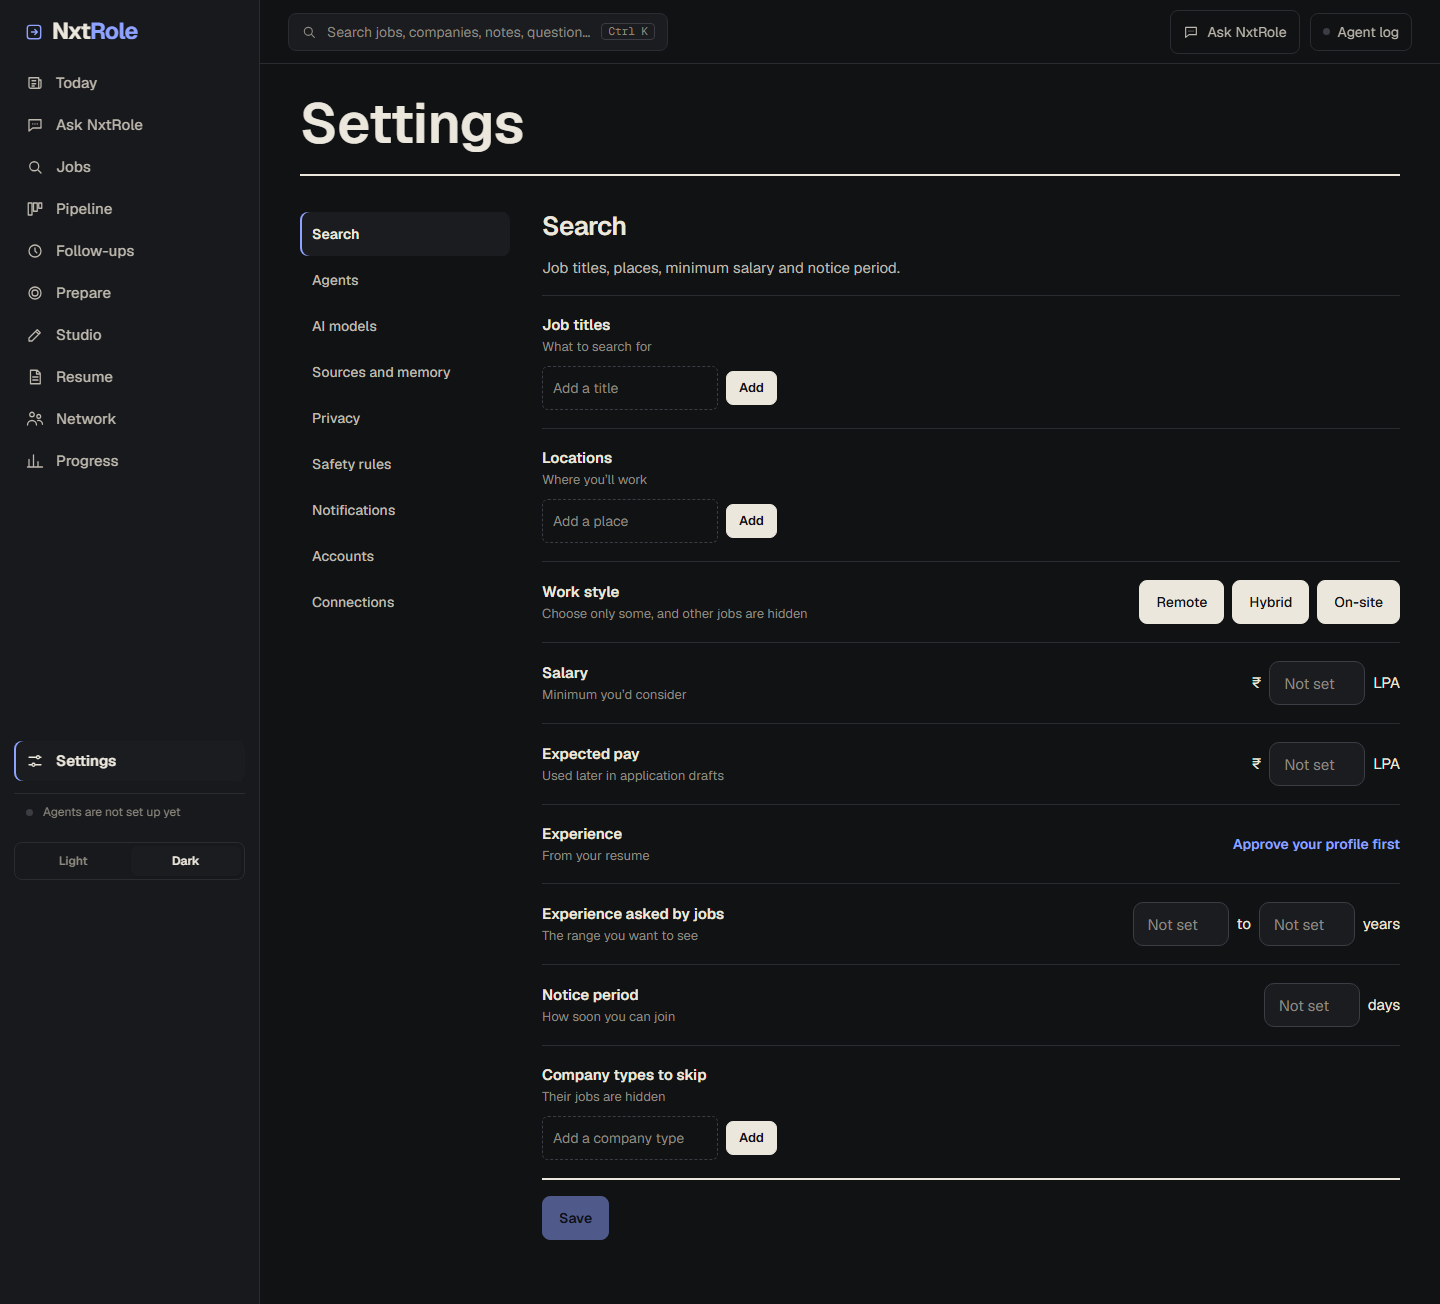 NxtRole
Today
Ask NxtRole
Jobs
Pipeline
Follow-ups
Prepare
Studio
Resume
Network
Progress
Settings
Agents are not set up yet
Light
Dark
Search jobs, companies, notes, question...
Ctrl K
Ask NxtRole
Agent log
Settings
Search
Agents
AI models
Sources and memory
Privacy
Safety rules
Notifications
Accounts
Connections
Search
Job titles, places, minimum salary and notice period.
Job titles
What to search for
Add a title
Add
Locations
Where you'll work
Add a place
Add
Work style
Choose only some, and other jobs are hidden
Remote
Hybrid
On-site
Salary
Minimum you'd consider
₹ Not set LPA
Expected pay
Used later in application drafts
₹ Not set LPA
Experience
From your resume
Approve your profile first
Experience asked by jobs
The range you want to see
Not set to Not set years
Notice period
How soon you can join
Not set days
Company types to skip
Their jobs are hidden
Add a company type
Add
Save